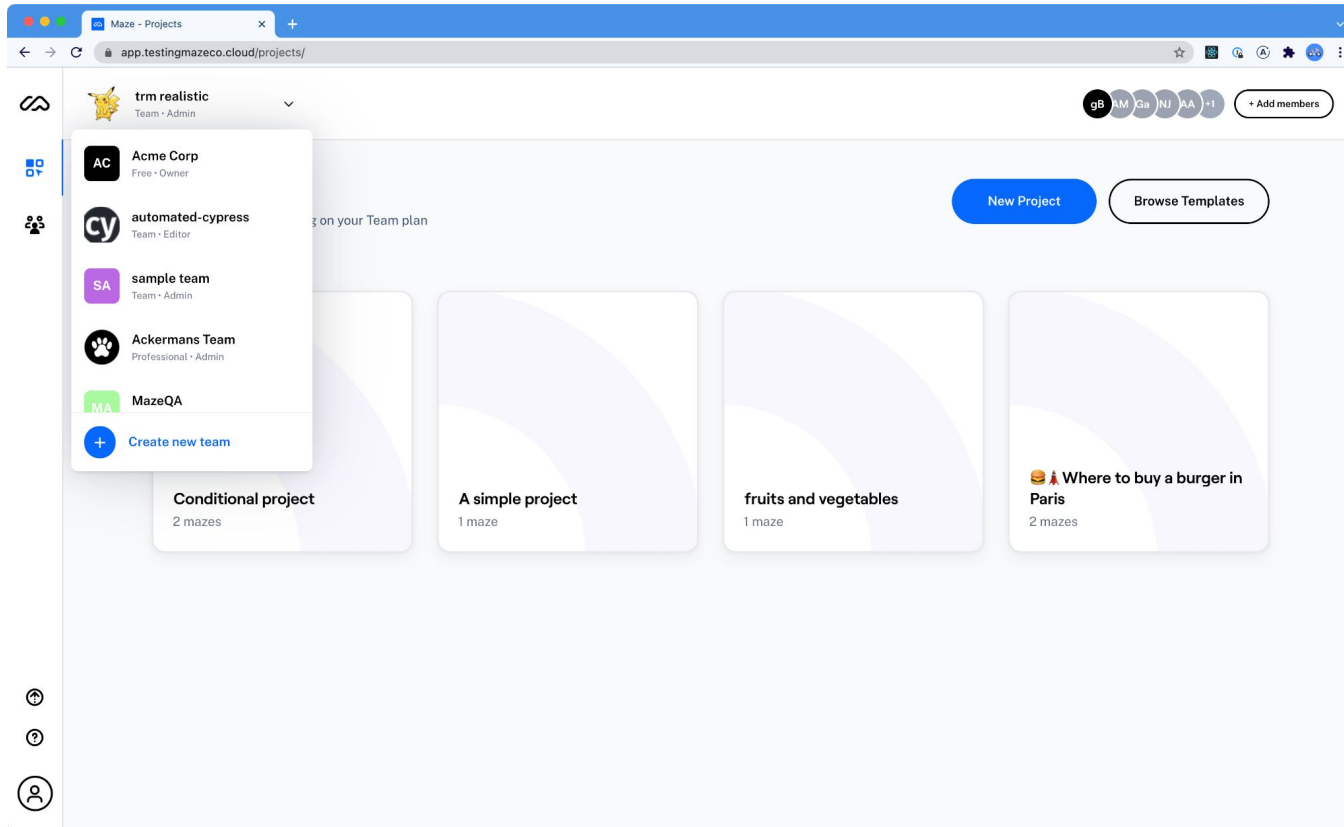 Maze - Projects
app.testingmazeco.cloud/projects/
trm realistic
Team • Admin
gB AM Ga NJ AA +1
+ Add members
AC
Acme Corp
Free • Owner
cy
automated-cypress
Team • Editor
on your Team plan
New Project
Browse Templates
SA
sample team
Team • Admin
Ackermans Team
Professional • Admin
MA
MazeQA
+ Create new team
Conditional project
2 mazes
A simple project
1 maze
fruits and vegetables
1 maze
🍔🗼Where to buy a burger in
Paris
2 mazes